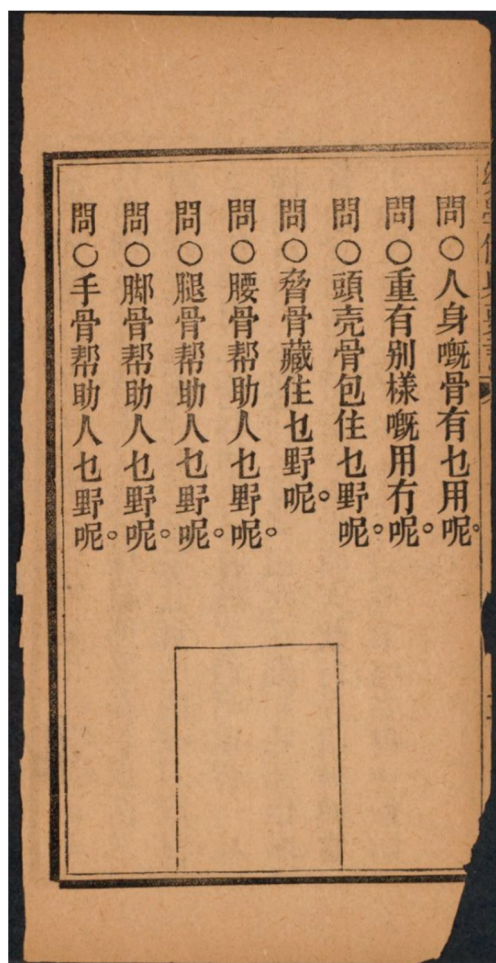 問〇人身嘅骨有乜用呢。
問〇重有别樣嘅用冇呢。
問〇頭壳骨包住乜野呢。
問〇脅骨藏住乜野呢。
問〇腰骨帮助人乜野呢。
問〇腿骨帮助人乜野呢。
問〇脚骨帮助人乜野呢。
問〇手骨帮助人乜野呢。